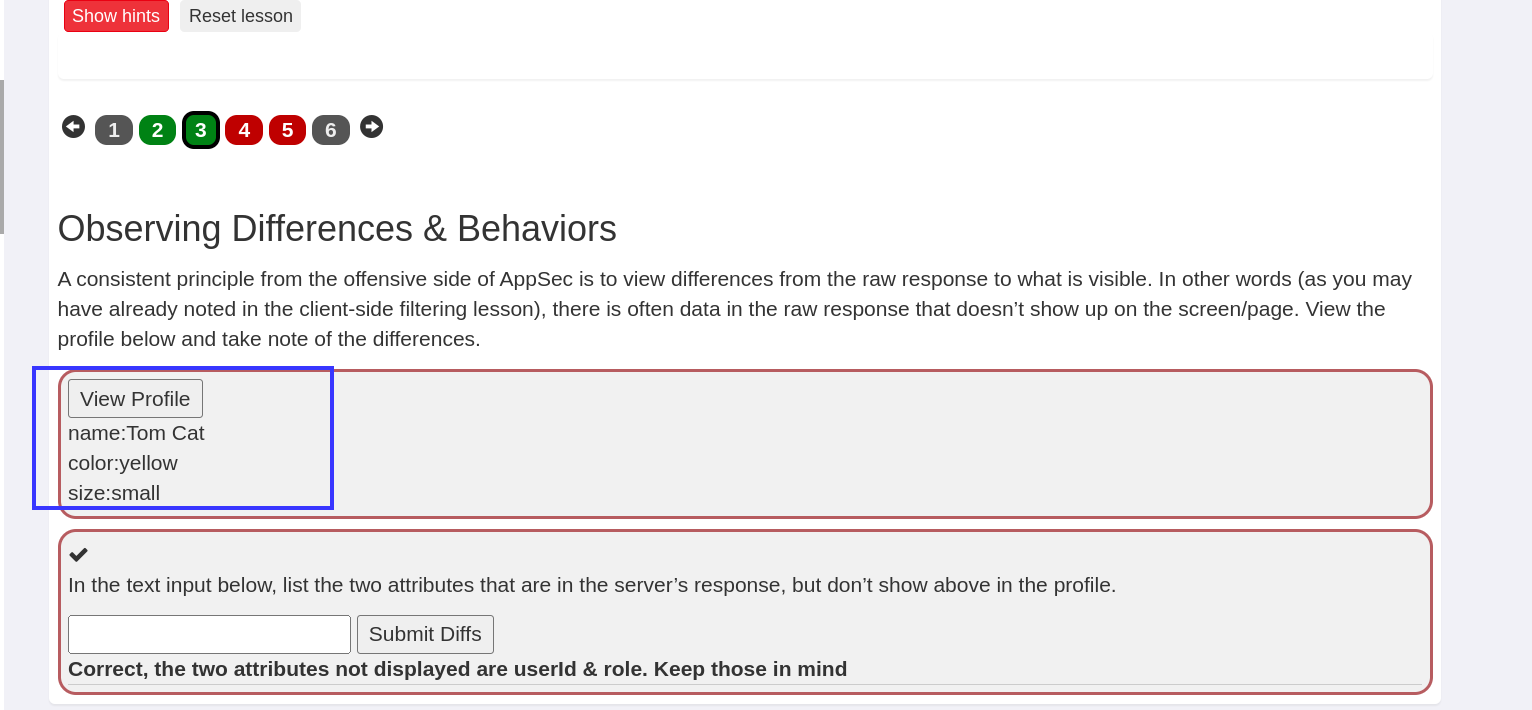 Show hints Reset lesson
1 2 3 4 5 6
Observing Differences & Behaviors
A consistent principle from the offensive side of AppSec is to view differences from the raw response to what is visible. In other words (as you may
have already noted in the client-side filtering lesson), there is often data in the raw response that doesn’t show up on the screen/page. View the
profile below and take note of the differences.
View Profile
name:Tom Cat
color:yellow
size:small
In the text input below, list the two attributes that are in the server’s response, but don’t show above in the profile.
Submit Diffs
Correct, the two attributes not displayed are userId & role. Keep those in mind